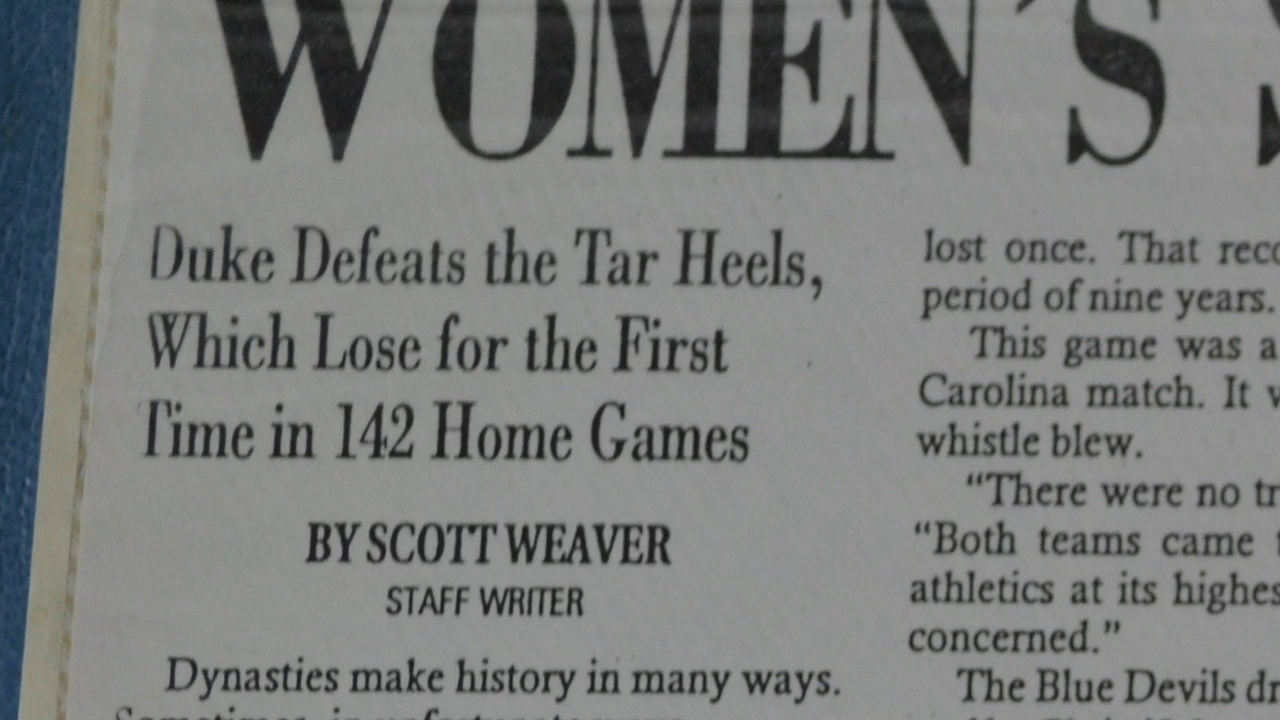 WOMEN'S
Duke Defeats the Tar Heels,
Which Lose for the First
Time in 142 Home Games
BY SCOTT WEAVER
STAFF WRITER
Dynasties make history in many ways.
lost once. That
period of nine years.
This game was a
Carolina match. It
whistle blew.
“There were no
“Both teams came
athletics at its
concerned.”
The Blue Devils